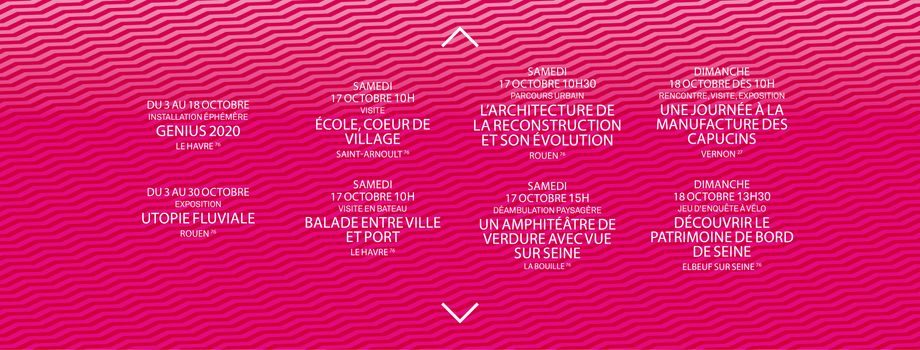 DU 3 AU 18 OCTOBRE
INSTALLATION ÉPHÉMÈRE
GENIUS 2020
LE HAVRE 76
SAMEDI
17 OCTOBRE 10H
VISITE
ÉCOLE, COEUR DE
VILLAGE
SAINT-ARNOULT 76
SAMEDI
17 OCTOBRE 10H30
PARCOURS URBAIN
L'ARCHITECTURE DE
LA RECONSTRUCTION
ET SON ÉVOLUTION
ROUEN 76
DIMANCHE
18 OCTOBRE DÈS 10H
RENCONTRE, VISITE, EXPOSITION
UNE JOURNÉE À LA
MANUFACTURE DES
CAPUCINS
VERNON 27
DU 3 AU 30 OCTOBRE
EXPOSITION
UTOPIE FLUVIALE
ROUEN 76
SAMEDI
17 OCTOBRE 10H
VISITE EN BATEAU
BALADE ENTRE VILLE
ET PORT
LE HAVRE 76
SAMEDI
17 OCTOBRE 15H
DÉAMBULATION PAYSAGÈRE
UN AMPHITÉÂTRE DE
VERDURE AVEC VUE
SUR SEINE
LA BOUILLE 76
DIMANCHE
18 OCTOBRE 13H30
JEU D'ENQUÊTE À VÉLO
DÉCOUVRIR LE
PATRIMOINE DE BORD
DE SEINE
ELBEUF SUR SEINE 76